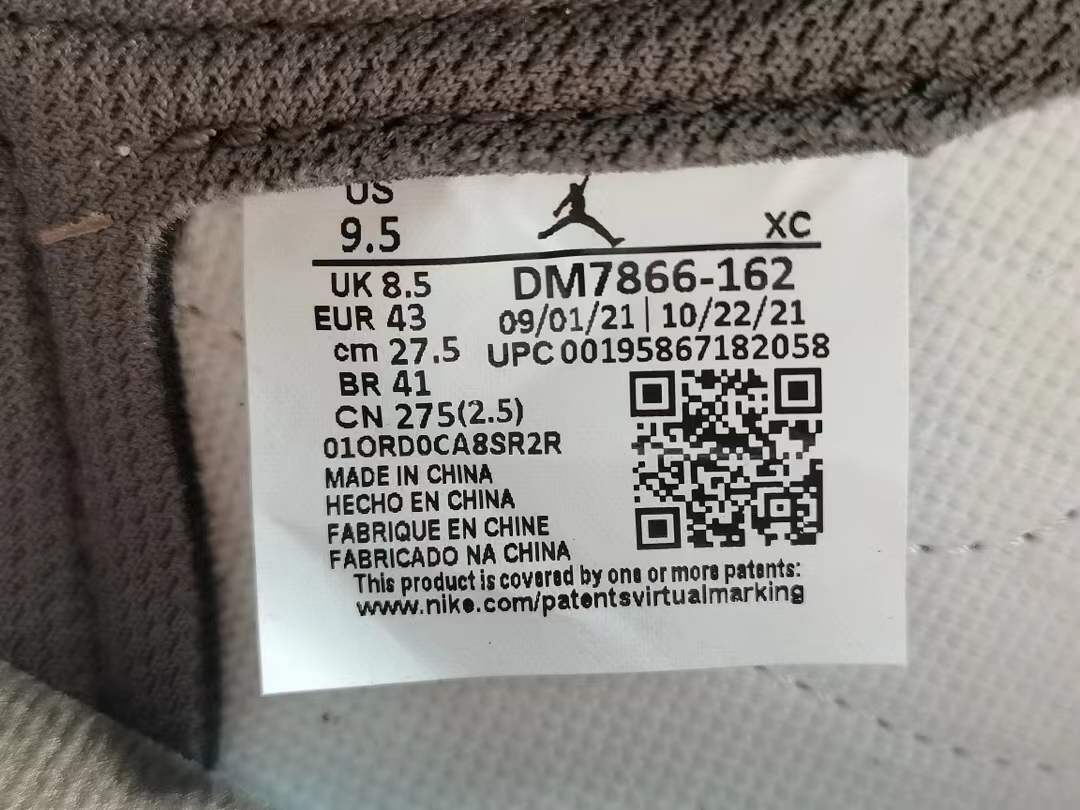 US
9.5
XC
UK 8.5
DM7866-162
EUR 43
09/01/21 | 10/22/21
cm 27.5
UPC 00195867182058
BR 41
CN 275(2.5)
01ORD0CA8SR2R
MADE IN CHINA
HECHO EN CHINA
FABRIQUE EN CHINE
FABRICADO NA CHINA
This product is covered by one or more patents:
www.nike.com/patentsvirtualmarking